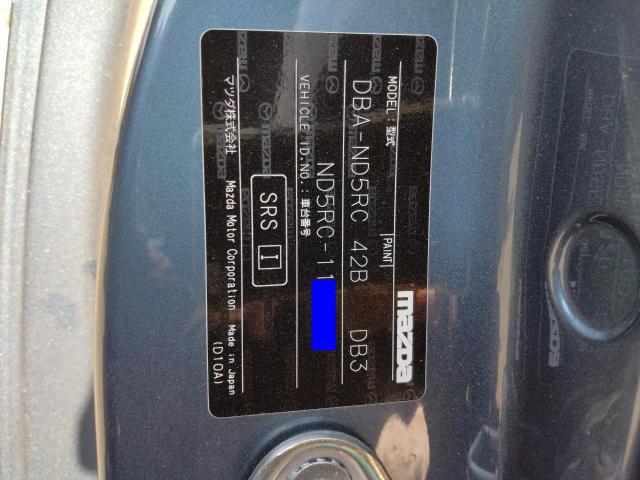 mazda
MODEL:型式 PAINT
DBA-ND5RC 42B DB3
VEHICLE ID.NO.:車台番号
ND5RC-11
SRS I
マツダ株式会社 Mazda Motor Corporation Made in Japan
(D10A)